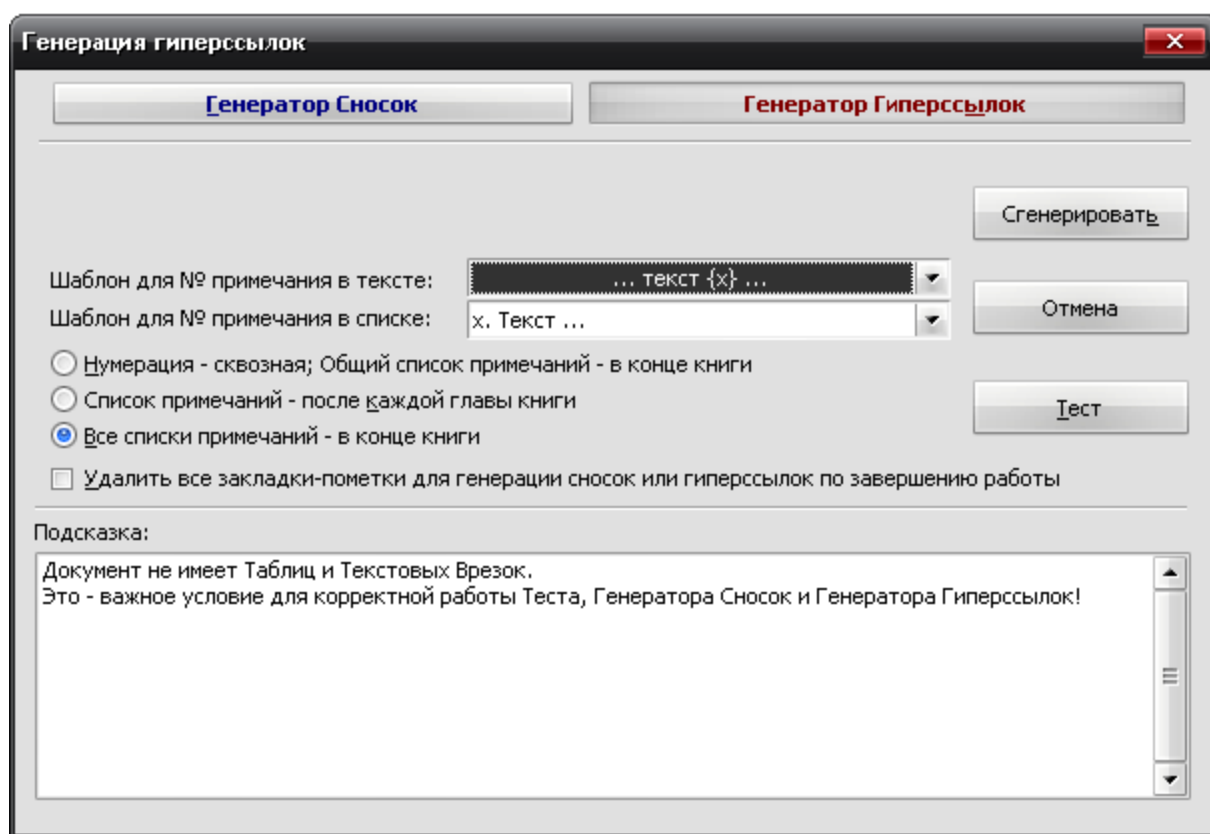 Генерация гиперссылок
Генератор Сносок
Генератор Гиперссылок
Сгенерировать
Шаблон для № примечания в тексте:
... текст {x} ...
Отмена
Шаблон для № примечания в списке:
x. Текст ...
Нумерация - сквозная; Общий список примечаний - в конце книги
Список примечаний - после каждой главы книги
Тест
Все списки примечаний - в конце книги
Удалить все закладки-пометки для генерации сносок или гиперссылок по завершению работы
Подсказка:
Документ не имеет Таблиц и Текстовых Врезок.
Это - важное условие для корректной работы Теста, Генератора Сносок и Генератора Гиперссылок!